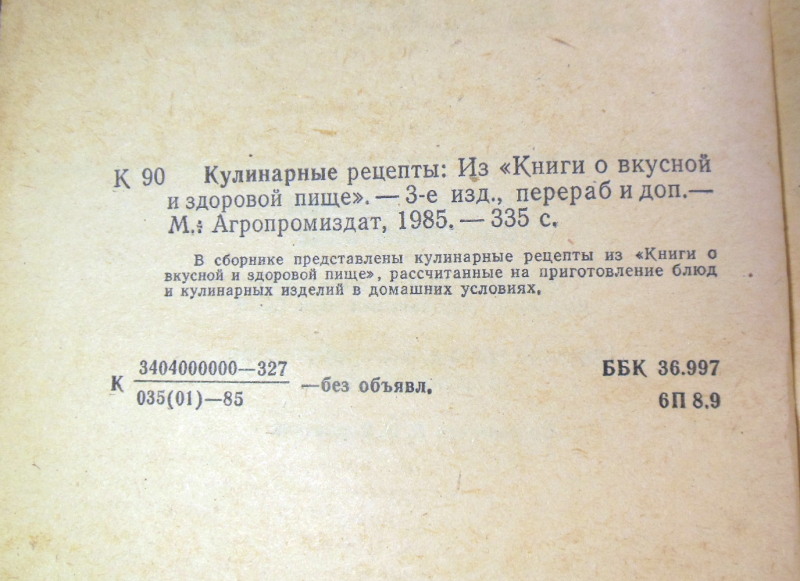 К 90 Кулинарные рецепты: Из «Книги о вкусной
и здоровой пище». — 3-е изд., перераб и доп.—
М.: Агропромиздат, 1985. — 335 с.
В сборнике представлены кулинарные рецепты из «Книги о
вкусной и здоровой пище», рассчитанные на приготовление блюд
и кулинарных изделий в домашних условиях.
К 3404000000—327 —без объявл.
035(01)—85
ББК 36.997
6П 8.9